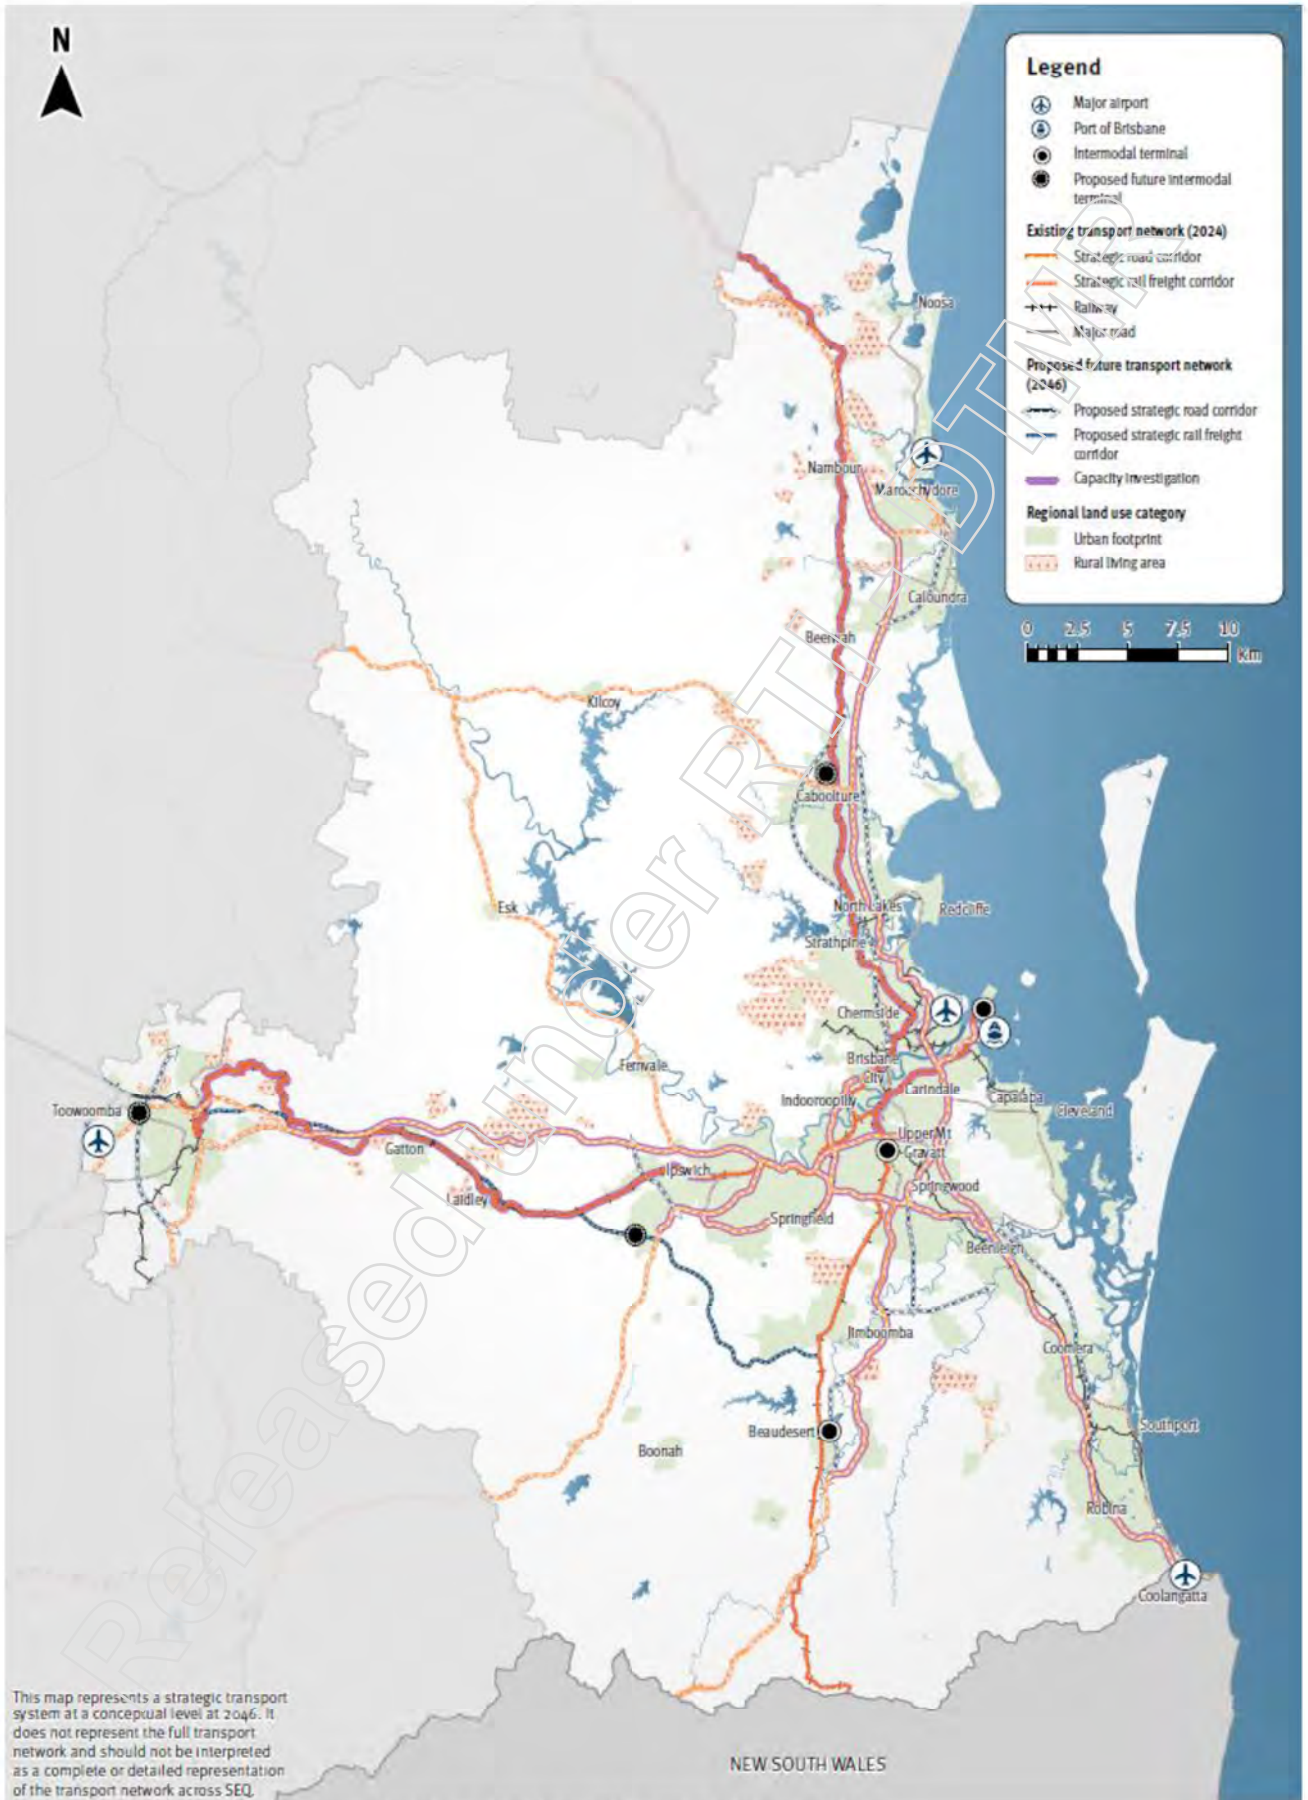 N
Legend
Major airport
Port of Brisbane
Intermodal terminal
Proposed future intermodal
terminal
Existing transport network (2024)
Strategic road corridor
Strategic rail freight corridor
Railway
Major road
Proposed future transport network
(2046)
Proposed strategic road corridor
Proposed strategic rail freight
corridor
Capacity investigation
Regional land use category
Urban footprint
Rural living area
0 2.5 5 7.5 10
Km
Noosa
Nambour
Maroochydore
Caloundra
Beerwah
Kilcoy
Caboolture
Esk
North Lakes
Redcliffe
Strathpine
Chermside
Brisbane
City
Fernvale
Carindale
Capalaba
Indooroopilly
Cleveland
Toowoomba
Upper Mt
Gravatt
Gatton
Ipswich
Springwood
Laidley
Springfield
Beenleigh
Jimboomba
Coomera
Southport
Beaudesert
Boonah
Robina
Coolangatta
Released under RTI - DTMR
This map represents a strategic transport
system at a conceptual level at 2046. It
does not represent the full transport
network and should not be interpreted
as a complete or detailed representation
of the transport network across SEQ.
NEW SOUTH WALES